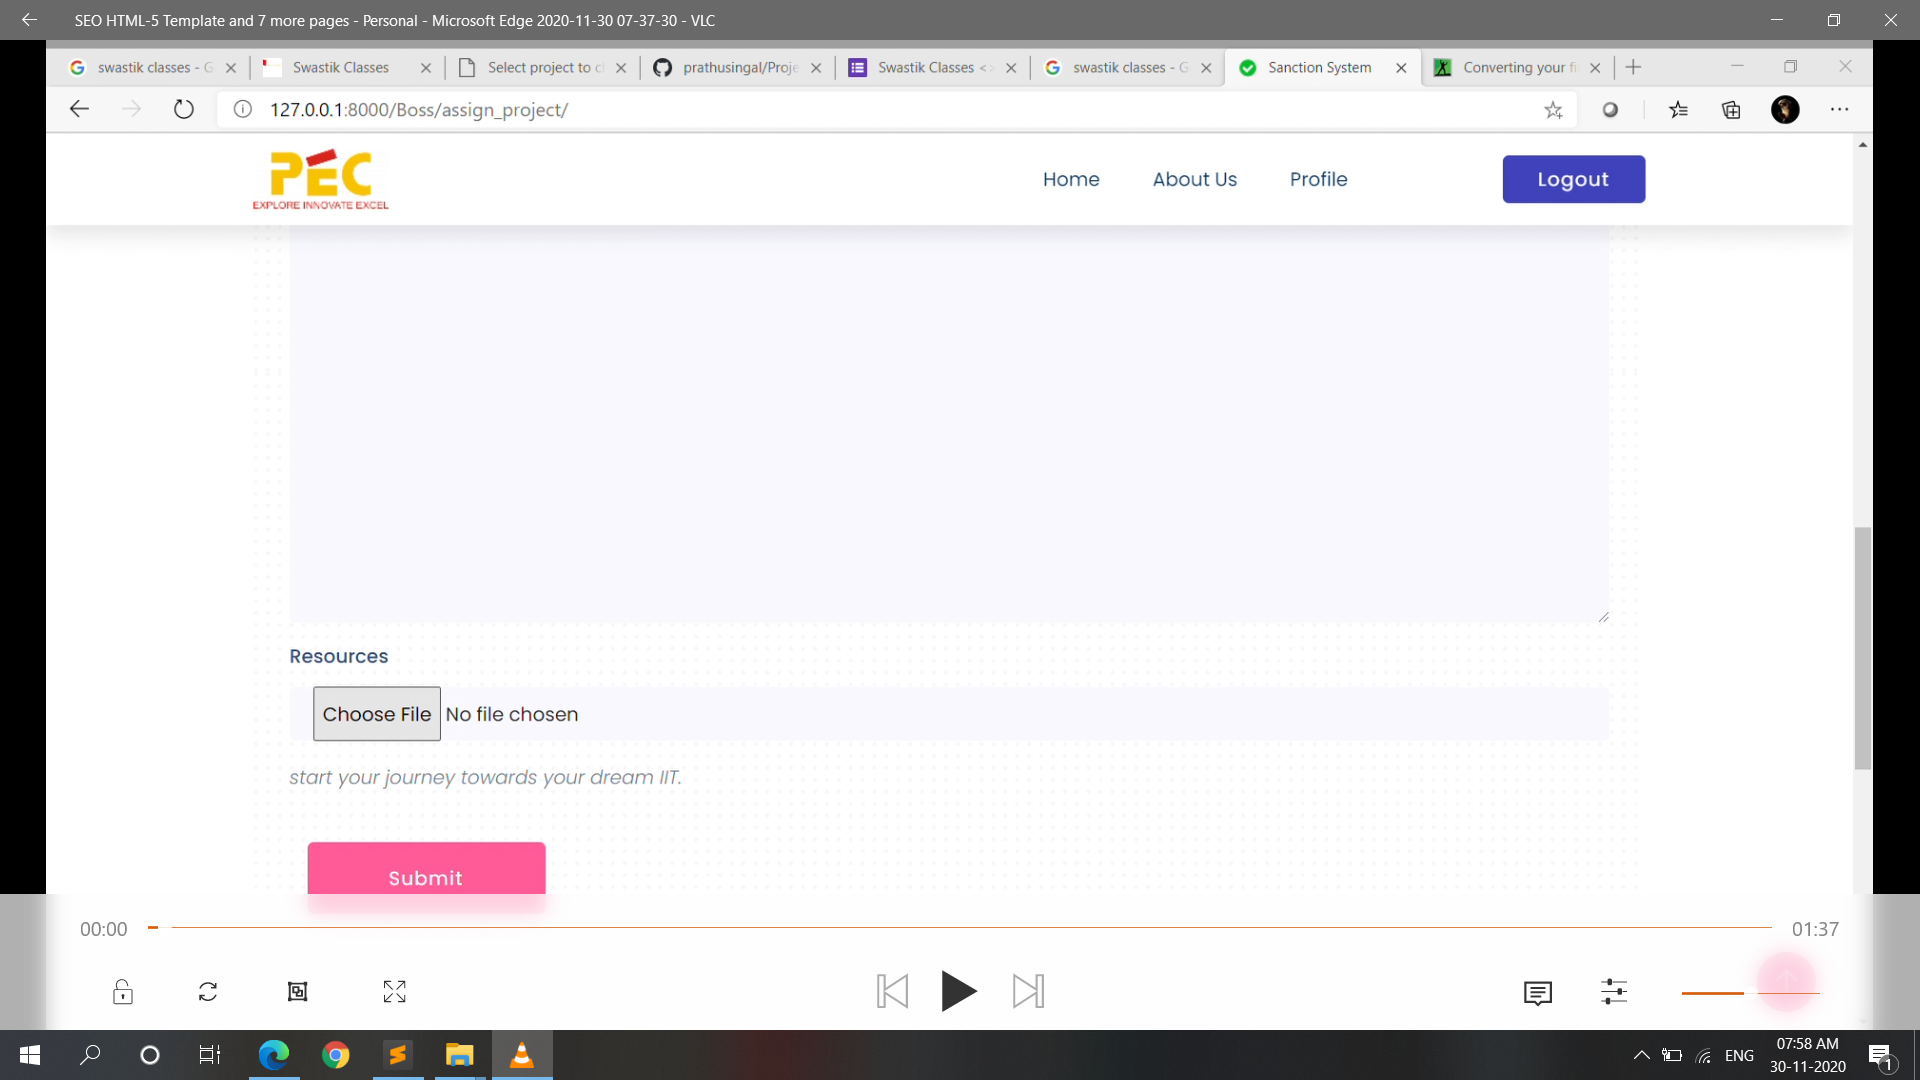 SEO HTML-5 Template and 7 more pages - Personal - Microsoft Edge 2020-11-30 07-37-30 - VLC
swastik classes - G
Swastik Classes
Select project to cl
prathusingal/Proje
Swastik Classes <>
swastik classes - G
Sanction System
Converting your fi
127.0.0.1:8000/Boss/assign_project/
PEC
EXPLORE INNOVATE EXCEL
Home
About Us
Profile
Logout
Resources
Choose File No file chosen
start your journey towards your dream IIT.
Submit
00:00
01:37
ENG
07:58 AM
30-11-2020
1